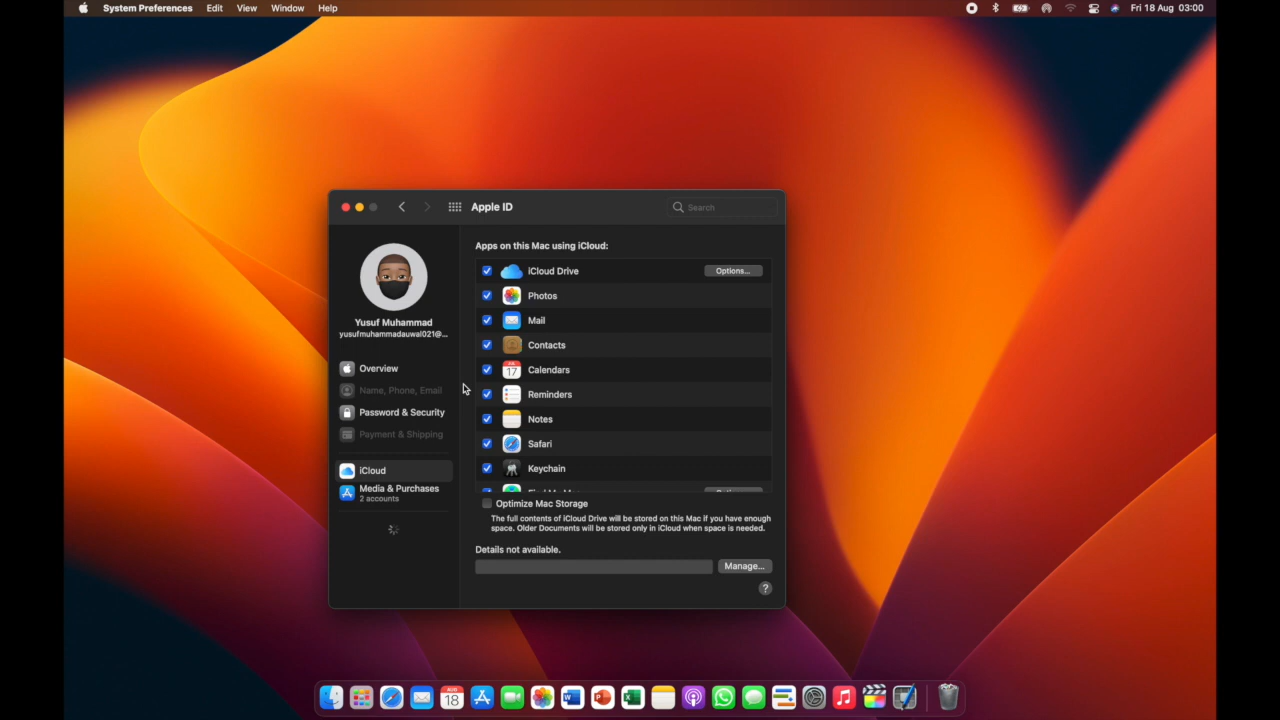 System Preferences Edit View Window Help
Fri 18 Aug 03:00
Apple ID
Search
Yusuf Muhammad
yusufmuhammadauwal021@...
Overview
Name, Phone, Email
Password & Security
Payment & Shipping
iCloud
Media & Purchases
2 accounts
Apps on this Mac using iCloud:
iCloud Drive
Options...
Photos
Mail
Contacts
17
Calendars
Reminders
Notes
Safari
Keychain
Optimize Mac Storage
The full contents of iCloud Drive will be stored on this Mac if you have enough
space. Older Documents will be stored only in iCloud when space is needed.
Details not available.
Manage...
?
AUG
18
W
P
X